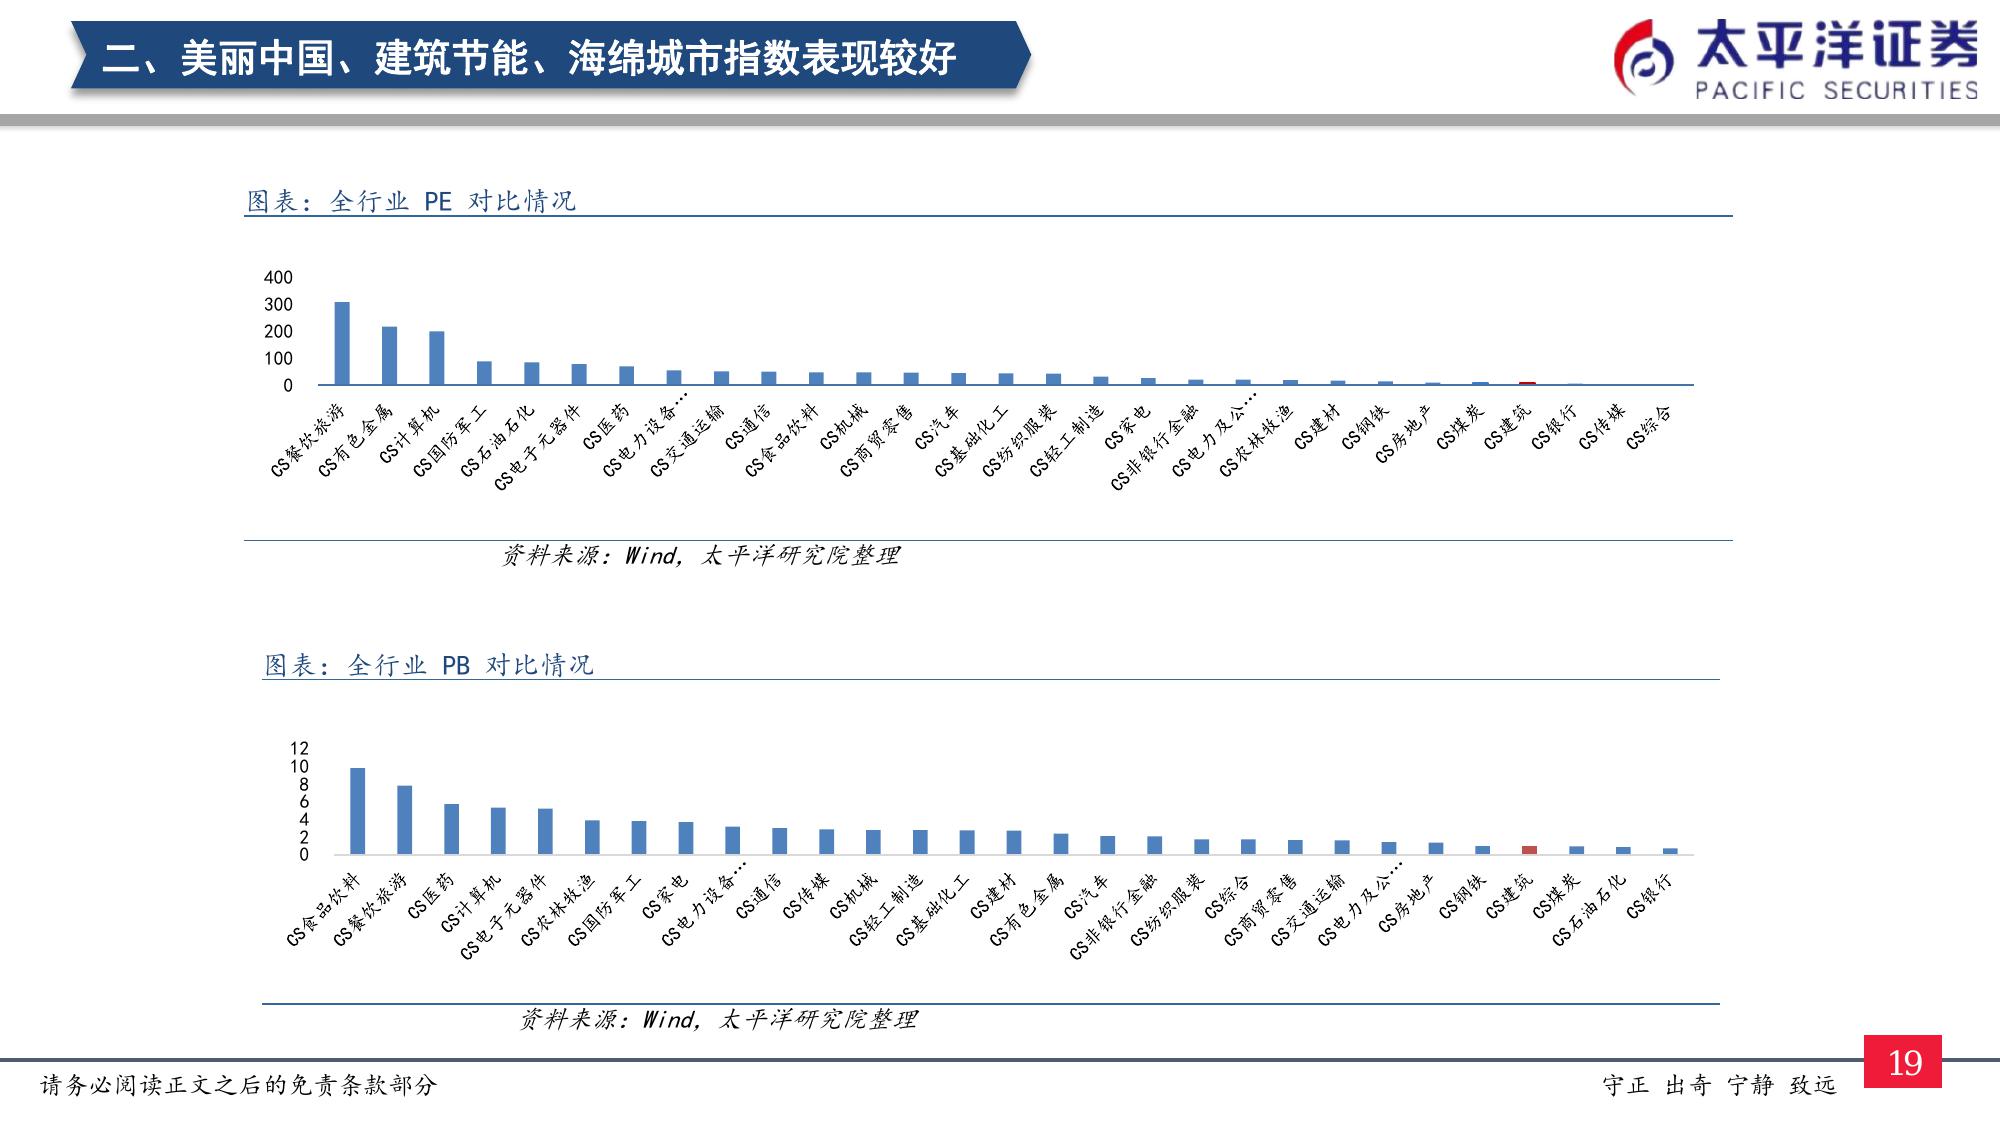 二、美丽中国、建筑节能、海绵城市指数表现较好
太平洋证券
PACIFIC SECURITIES
图表：全行业 PE 对比情况
400
300
200
100
0
CS餐饮旅游
CS有色金属
CS计算机
CS国防军工
CS石油石化
CS电子元器件
CS医药
CS电力设备…
CS交通运输
CS通信
CS食品饮料
CS机械
CS商贸零售
CS汽车
CS基础化工
CS纺织服装
CS轻工制造
CS家电
CS非银行金融
CS电力及公…
CS农林牧渔
CS建材
CS钢铁
CS房地产
CS煤炭
CS建筑
CS银行
CS传媒
CS综合
资料来源：Wind，太平洋研究院整理
图表：全行业 PB 对比情况
12
10
8
6
4
2
0
CS食品饮料
CS餐饮旅游
CS医药
CS计算机
CS电子元器件
CS农林牧渔
CS国防军工
CS家电
CS电力设备…
CS通信
CS传媒
CS机械
CS轻工制造
CS基础化工
CS建材
CS有色金属
CS汽车
CS非银行金融
CS纺织服装
CS综合
CS商贸零售
CS交通运输
CS电力及公…
CS房地产
CS钢铁
CS建筑
CS煤炭
CS石油石化
CS银行
资料来源：Wind，太平洋研究院整理
19
请务必阅读正文之后的免责条款部分
守正 出奇 宁静 致远